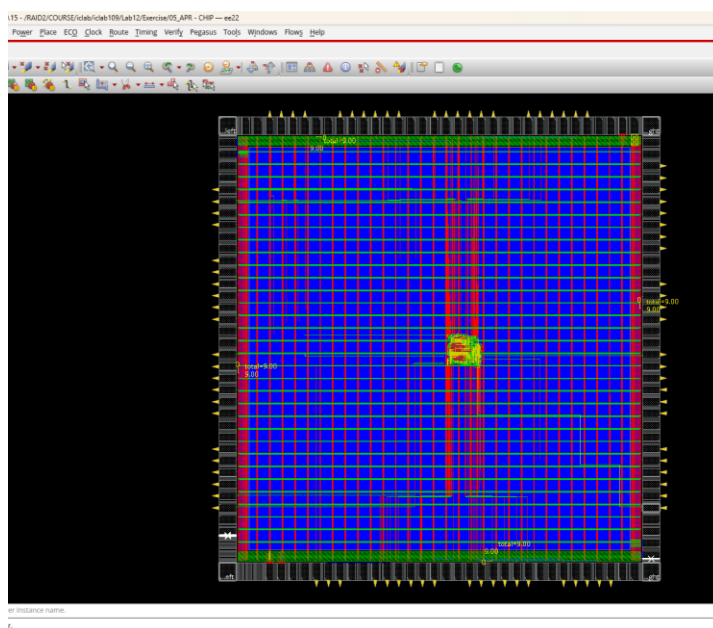 \15 - /RAID2/COURSE/iclab/iclab109/Lab12/Exercise/05_APR - CHIP — ee22
Power Place ECO Clock Route Timing Verify Pegasus Tools Windows Flows Help
total=9.00
9.00
0
total=9.00
9.00
total=9.00
9.00
total=9.00
9.00
0
er instance name.